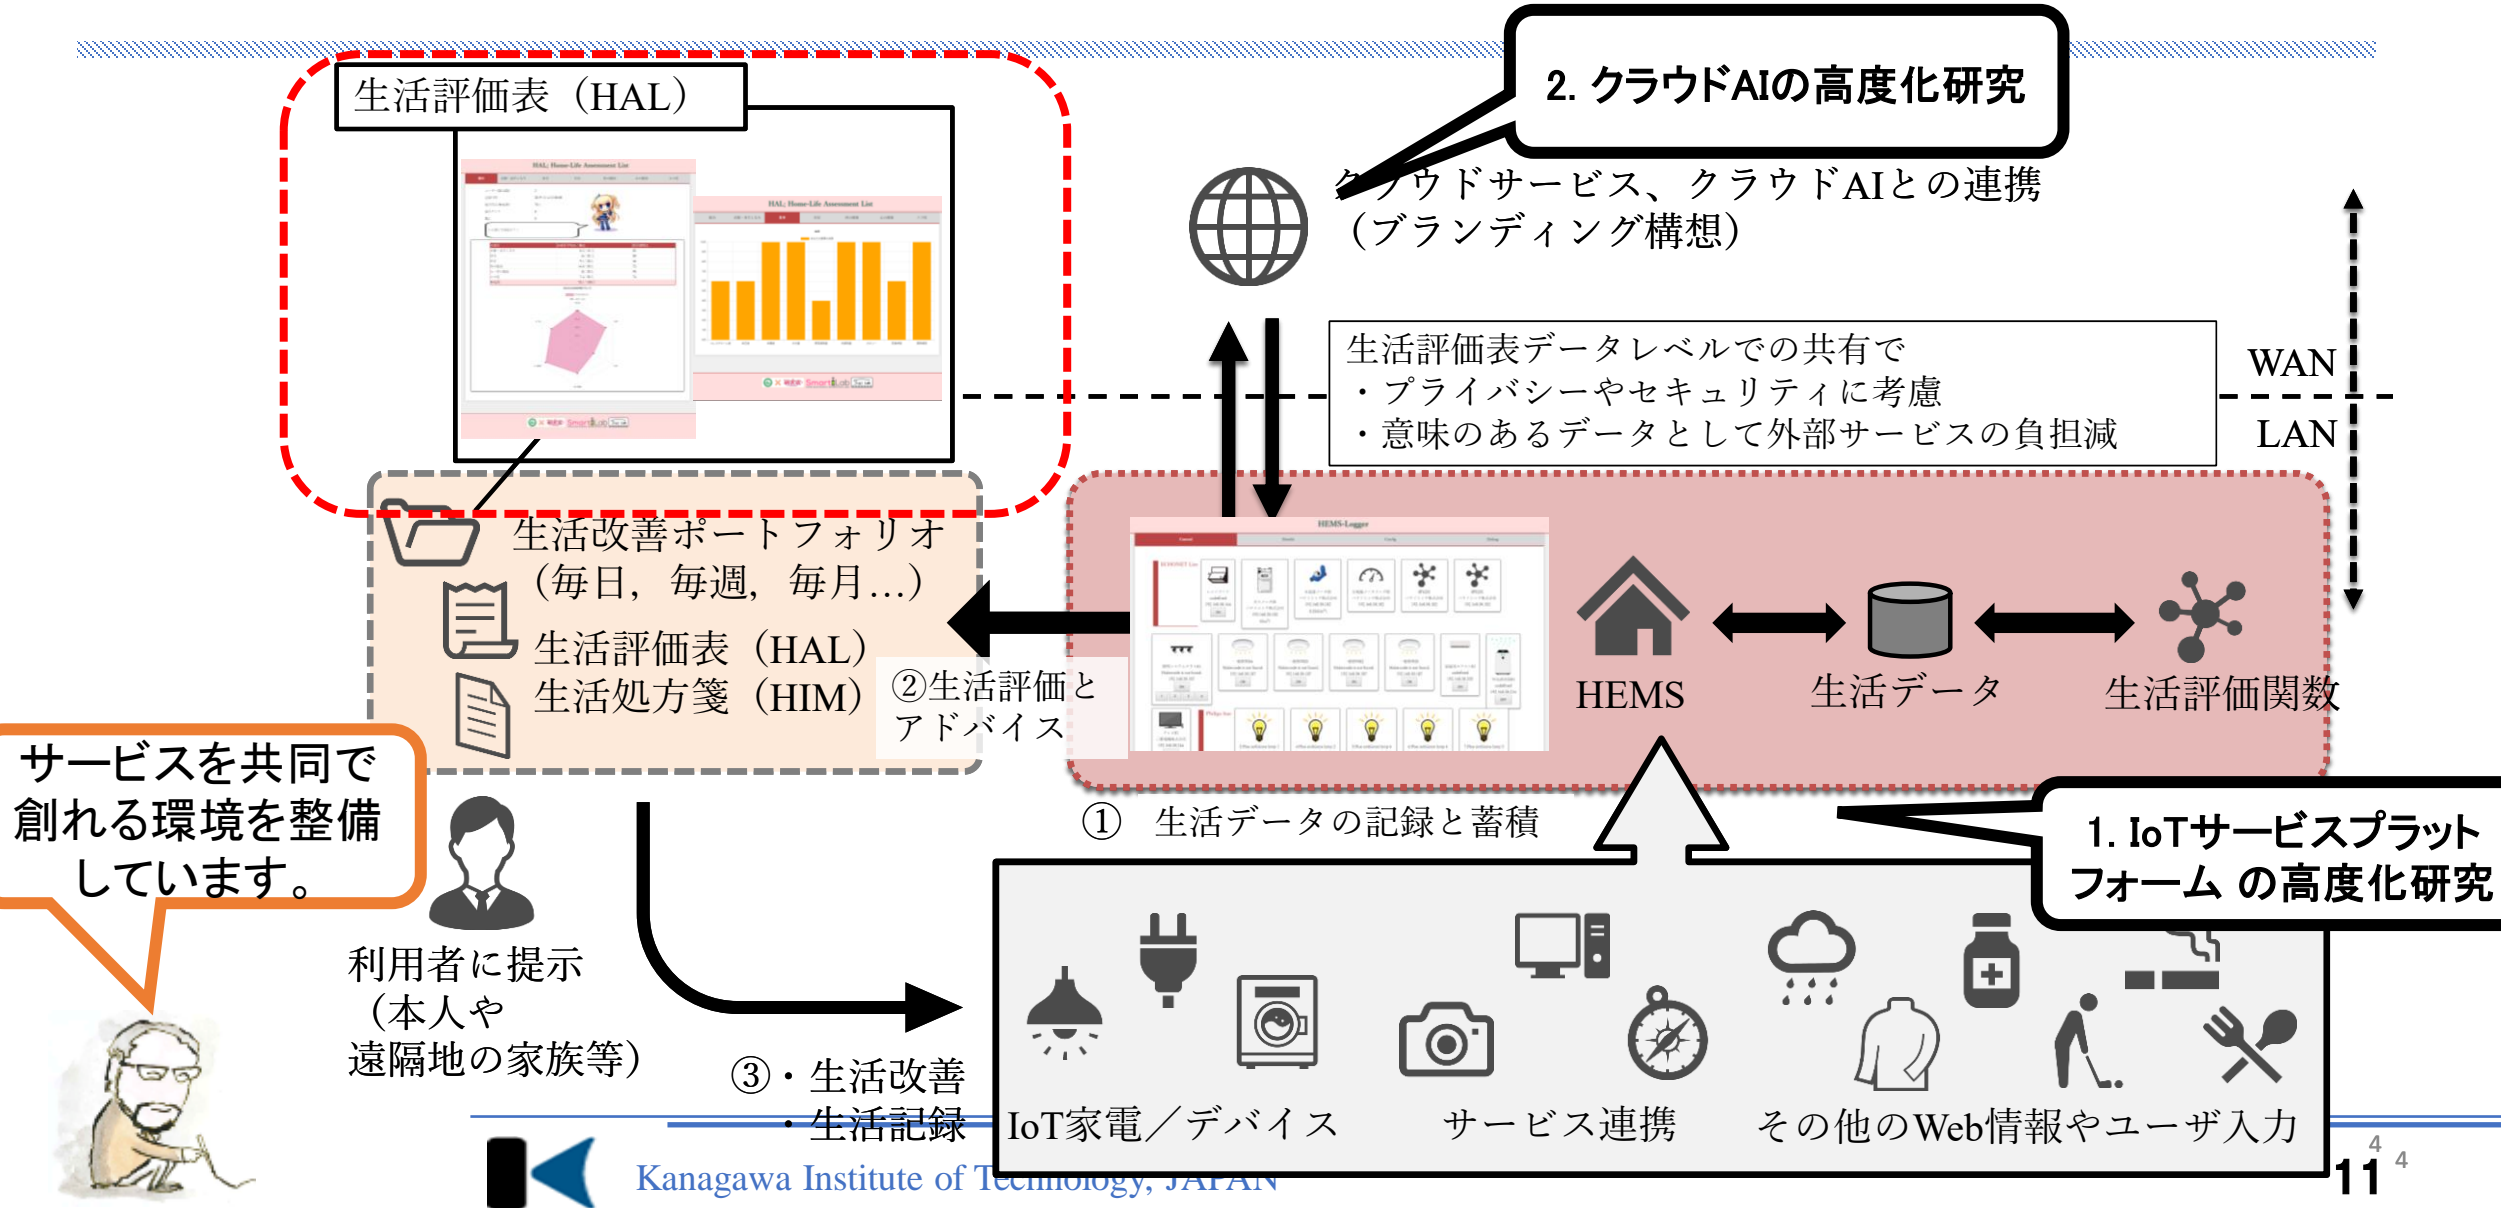 生活評価表（HAL）
HAL; Home-Life Assessment List
HAL; Home-Life Assessment List
2. クラウドAIの高度化研究
クラウドサービス、クラウドAIとの連携
（ブランディング構想）
生活評価表データレベルでの共有で
・プライバシーやセキュリティに考慮
・意味のあるデータとして外部サービスの負担減
WAN
LAN
生活改善ポートフォリオ
（毎日, 毎週, 毎月…）
生活評価表（HAL）
生活処方箋（HIM）
②生活評価と
アドバイス
HEMS-Logger
HEMS
生活データ
生活評価関数
サービスを共同で
創れる環境を整備
しています。
① 生活データの記録と蓄積
1. IoTサービスプラット
フォーム の高度化研究
利用者に提示
（本人や
遠隔地の家族等）
③・生活改善
・生活記録
IoT家電／デバイス
サービス連携
その他のWeb情報やユーザ入力
Kanagawa Institute of Technology, JAPAN
4
4
11